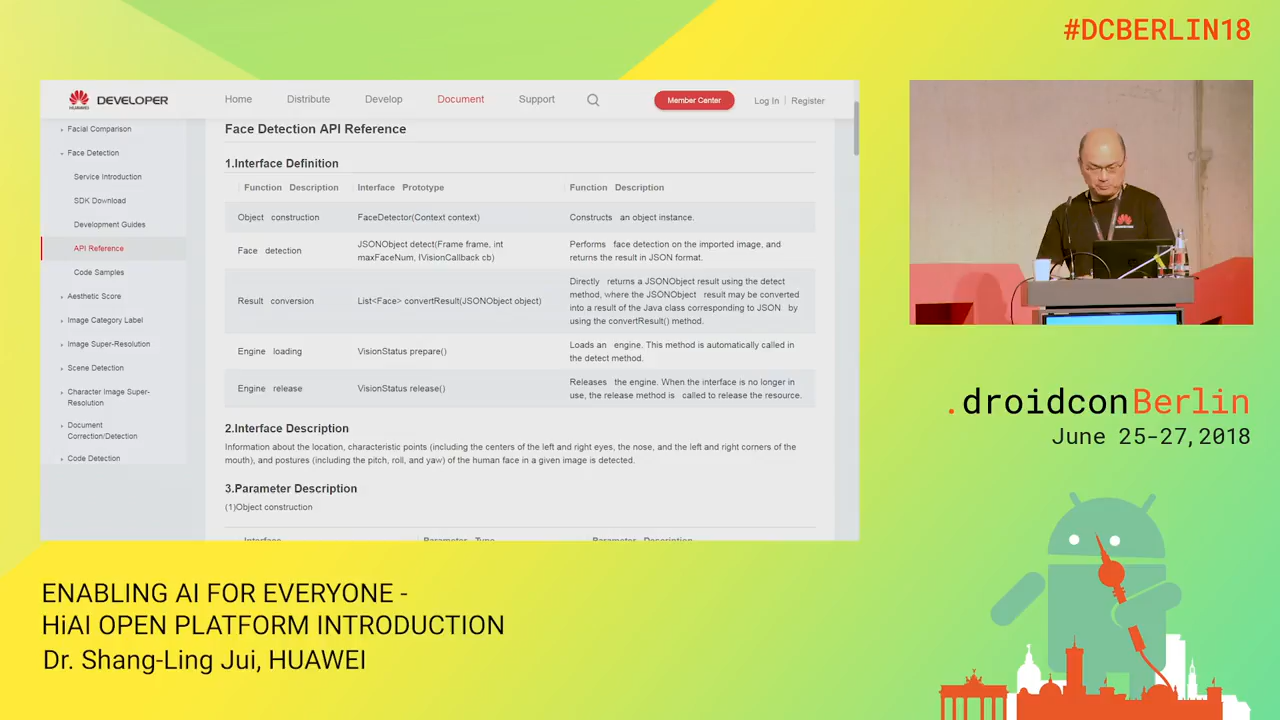 #DCBERLIN18
HUAWEI
DEVELOPER
Home
Distribute
Develop
Document
Support
Member Center
Log In | Register
Facial Comparison
Face Detection
Service Introduction
SDK Download
Development Guides
API Reference
Code Samples
Aesthetic Score
Image Category Label
Image Super-Resolution
Scene Detection
Character Image Super-
Resolution
Document
Correction/Detection
Code Detection
Face Detection API Reference
1.Interface Definition
Function Description
Interface Prototype
Function Description
Object construction
FaceDetector(Context context)
Constructs an object instance.
Face detection
JSONObject detect(Frame frame, int
maxFaceNum, IVisionCallback cb)
Performs face detection on the imported image, and
returns the result in JSON format.
Result conversion
List<Face> convertResult(JSONObject object)
Directly returns a JSONObject result using the detect
method, where the JSONObject result may be converted
into a result of the Java class corresponding to JSON by
using the convertResult() method.
Engine loading
VisionStatus prepare()
Loads an engine. This method is automatically called in
the detect method.
Engine release
VisionStatus release()
Releases the engine. When the interface is no longer in
use, the release method is called to release the resource.
2.Interface Description
Information about the location, characteristic points (including the centers of the left and right eyes, the nose, and the left and right corners of the
mouth), and postures (including the pitch, roll, and yaw) of the human face in a given image is detected.
3.Parameter Description
(1)Object construction
Interface
Parameter Type
Parameter Description
.droidconBerlin
June 25-27,2018
ENABLING AI FOR EVERYONE -
HiAI OPEN PLATFORM INTRODUCTION
Dr. Shang-Ling Jui, HUAWEI